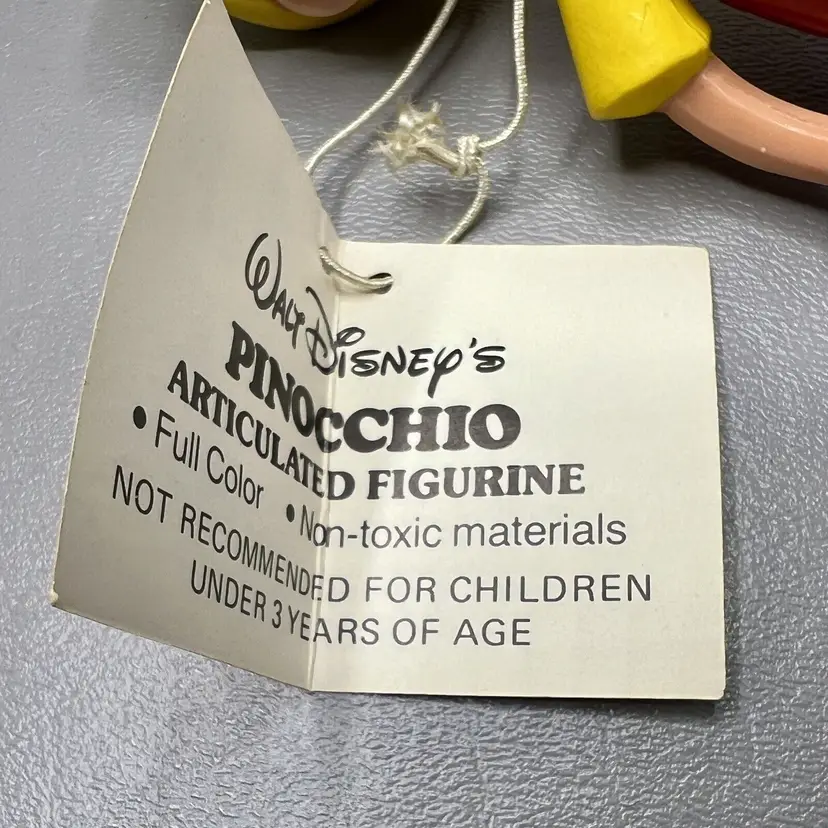 Walt Disney's
PINOCCHIO
ARTICULATED FIGURINE
• Full Color • Non-toxic materials
NOT RECOMMENDED FOR CHILDREN
UNDER 3 YEARS OF AGE